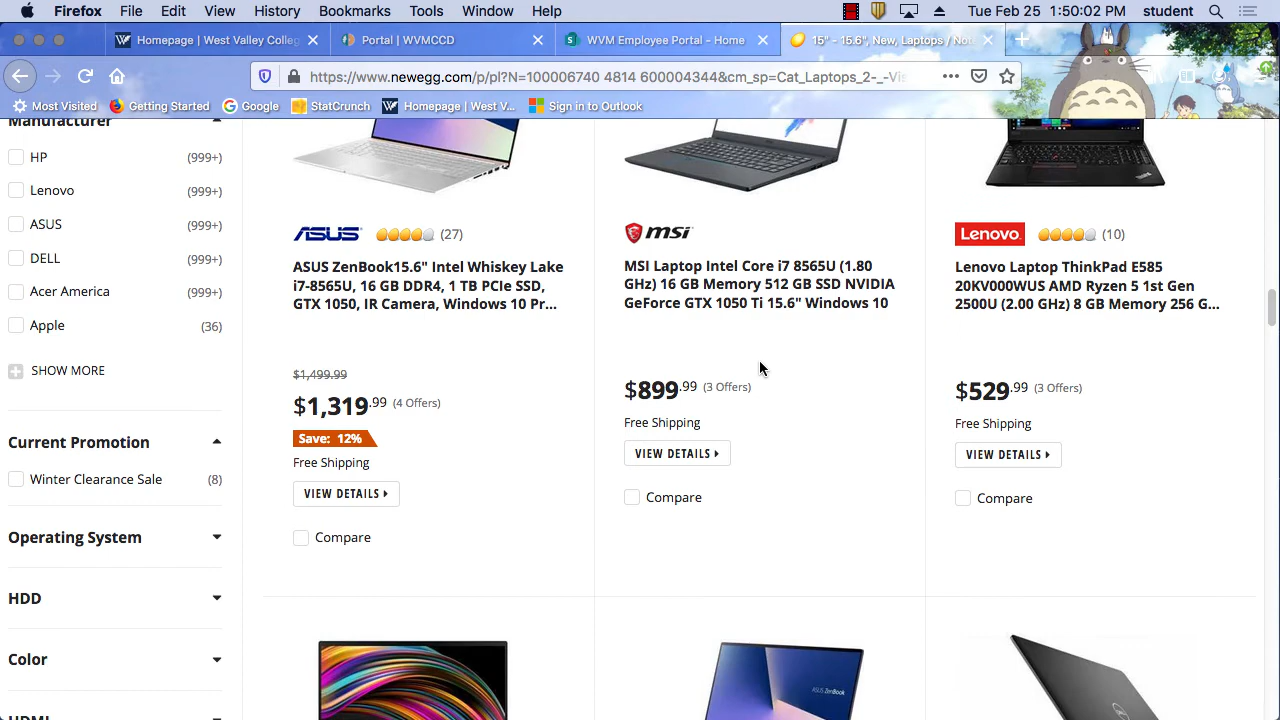 Firefox File Edit View History Bookmarks Tools Window Help Tue Feb 25 1:50:02 PM student
Homepage | West Valley Colleg Portal | WVMCCD WVM Employee Portal - Home 15" - 15.6", New, Laptops / Not
https://www.newegg.com/p/pl?N=100006740 4814 600004344&cm_sp=Cat_Laptops_2-_-Vis
Most Visited Getting Started Google StatCrunch Homepage | West V... Sign in to Outlook
Manufacturer
HP (999+)
Lenovo (999+)
ASUS (999+)
DELL (999+)
Acer America (999+)
Apple (36)
SHOW MORE
Current Promotion
Winter Clearance Sale (8)
Operating System
HDD
Color
HDMI
ASUS (27)
ASUS ZenBook15.6" Intel Whiskey Lake
i7-8565U, 16 GB DDR4, 1 TB PCIe SSD,
GTX 1050, IR Camera, Windows 10 Pr...
$1,499.99
$1,319.99 (4 Offers)
Save: 12%
Free Shipping
VIEW DETAILS
Compare
msi
MSI Laptop Intel Core i7 8565U (1.80
GHz) 16 GB Memory 512 GB SSD NVIDIA
GeForce GTX 1050 Ti 15.6" Windows 10
$899.99 (3 Offers)
Free Shipping
VIEW DETAILS
Compare
Lenovo (10)
Lenovo Laptop ThinkPad E585
20KV000WUS AMD Ryzen 5 1st Gen
2500U (2.00 GHz) 8 GB Memory 256 G...
$529.99 (3 Offers)
Free Shipping
VIEW DETAILS
Compare
ASUS ZenBook